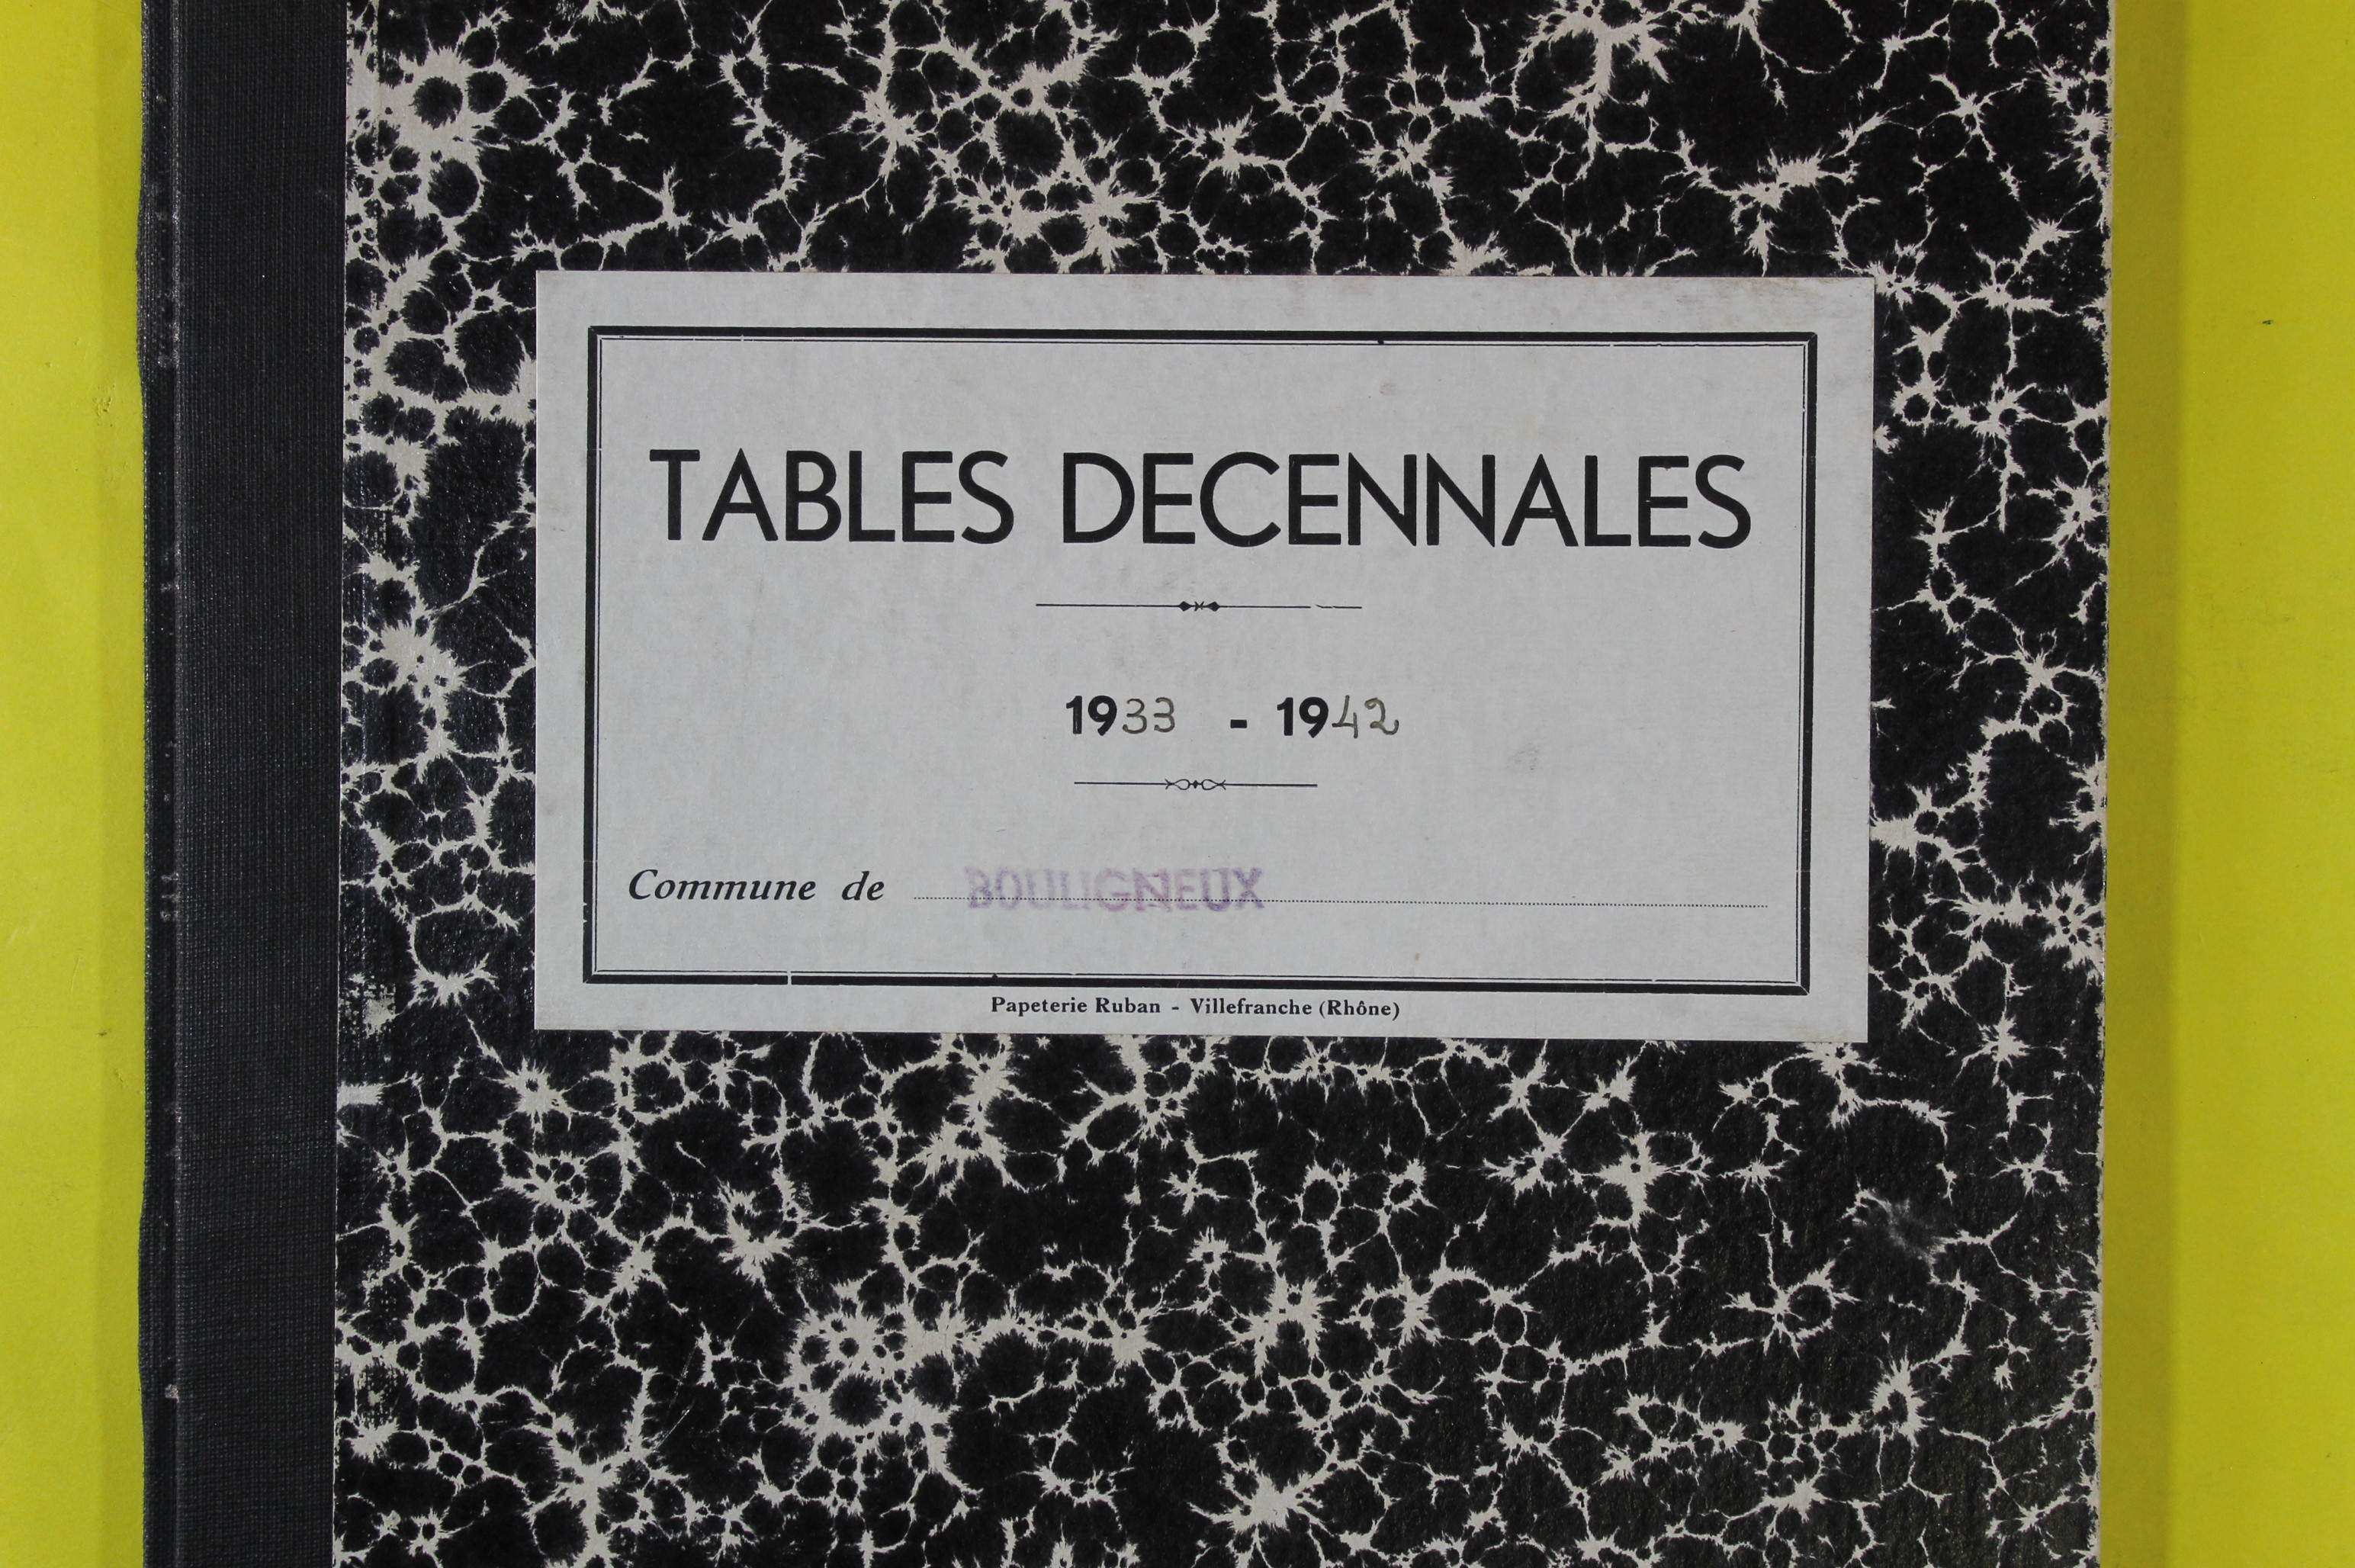 TABLES DECENNALES
1933 - 1942
Commune de BOULIGNEUX
Papeterie Ruban - Villefranche (Rhône)